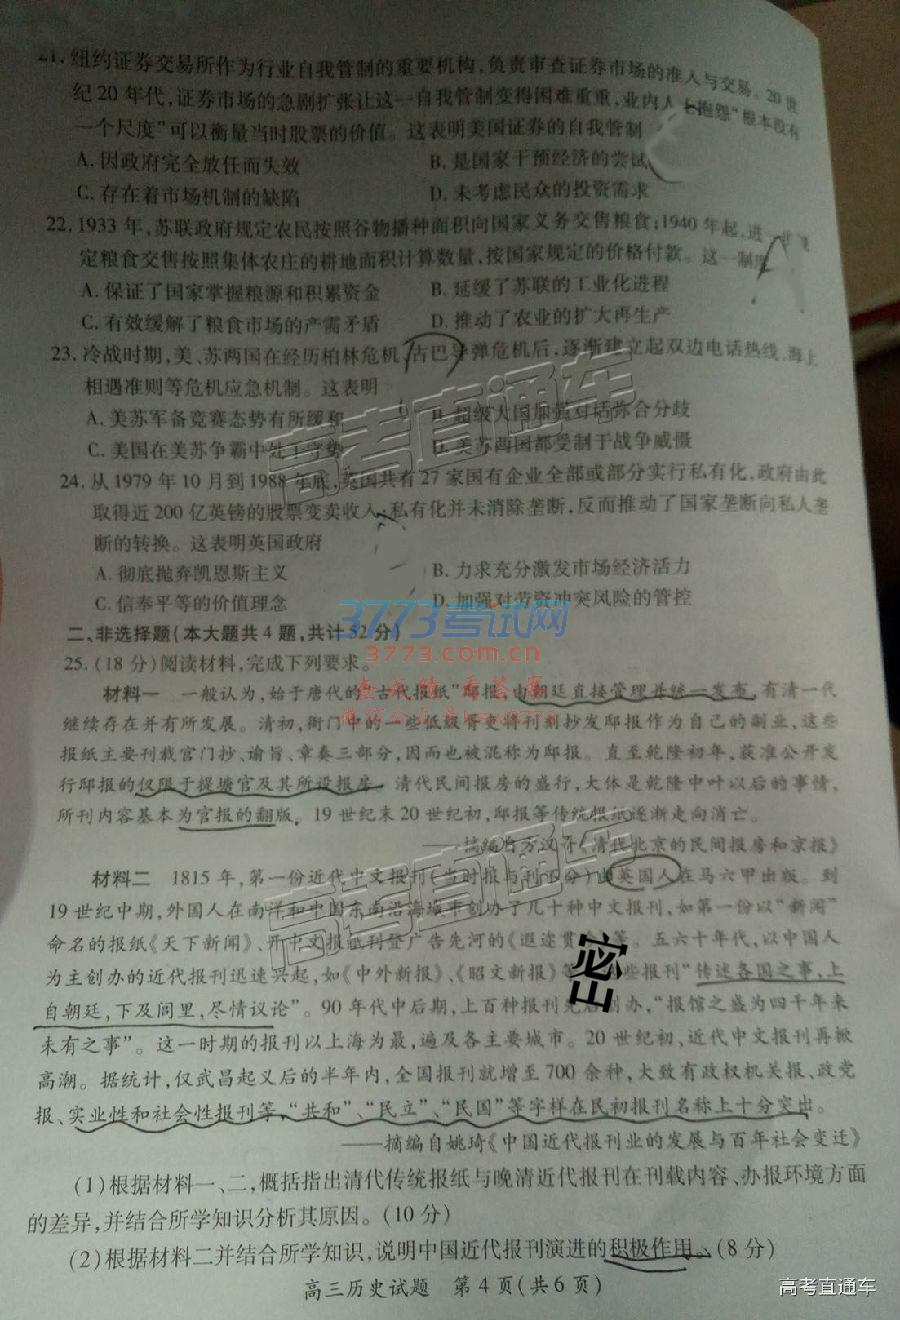 21. 纽约证券交易所作为行业自我管制的重要机构,负责审查证券市场的准入与交易。20世
纪20年代,证券市场的急剧扩张让这一自我管制变得困难重重,业内人士抱怨“根本没有
一个尺度”可以衡量当时股票的价值。这表明美国证券的自我管制
A. 因政府完全放任而失效 B. 是国家干预经济的尝试
C. 存在着市场机制的缺陷 D. 未考虑民众的投资需求
22. 1933年,苏联政府规定农民按照谷物播种面积向国家义务交售粮食;1940年起,进一步规
定粮食交售按照集体农庄的耕地面积计算数量,按国家规定的价格付款。这一制度
A. 保证了国家掌握粮源和积累资金 B. 延缓了苏联的工业化进程
C. 有效缓解了粮食市场的产需矛盾 D. 推动了农业的扩大再生产
23. 冷战时期,美、苏两国在经历柏林危机、古巴导弹危机后,逐渐建立起双边电话热线、海上
相遇准则等危机应急机制。这表明
A. 美苏军备竞赛态势有所缓和 B. 超级大国加强对话弥合分歧
C. 美国在美苏争霸中处于守势 D. 美苏两国都受制于战争威慑
24. 从1979年10月到1988年底,英国共有27家国有企业全部或部分实行私有化,政府由此
取得近200亿英镑的股票变卖收入,私有化并未消除垄断,反而推动了国家垄断向私人垄
断的转换。这表明英国政府
A. 彻底抛弃凯恩斯主义 B. 力求充分激发市场经济活力
C. 信奉平等的价值理念 D. 加强对劳资冲突风险的管控
二、非选择题(本大题共4题,共计52分)
25. (18分)阅读材料,完成下列要求。
材料一 一般认为,始于唐代的“古代报纸”邸报,由朝廷直接管理并统一发布,有清一代
继续存在并有所发展。清初,衙门中的一些低级胥吏将刊刻抄发邸报作为自己的副业,这些
报纸主要刊载宫门抄、谕旨、章奏三部分,因而也被混称为邸报。直至乾隆初年,获准公开发
行邸报的仅限于提塘官及其所设报房。清代民间报房的盛行,大体是乾隆中叶以后的事情,
所刊内容基本为官报的翻版。19世纪末20世纪初,邸报等传统报纸逐渐走向消亡。
——摘编自方汉奇《清代北京的民间报房和京报》
材料二 1815年,第一份近代中文报刊(当时报与刊不分)由英国人在马六甲出版。到
19世纪中期,外国人在南洋和中国东南沿海城市创办了几十种中文报刊,如第一份以“新闻”
命名的报纸《天下新闻》、开中文报纸刊登广告先河的《遐迩贯珍》等。五六十年代,以中国人
为主创办的近代报刊迅速兴起,如《中外新报》、《昭文新报》等,这些报刊“传述各国之事,上
自朝廷,下及闾里,尽情议论”。90年代中后期,上百种报刊先后创办,“报馆之盛为四千年来
未有之事”。这一时期的报刊以上海为最,遍及各主要城市。20世纪初,近代中文报刊再掀
高潮。据统计,仅武昌起义后的半年内,全国报刊就增至700余种,大致有政权机关报、政党
报、实业性和社会性报刊等,“共和”、“民立”、“民国”等字样在民初报刊名称上十分突出。
——摘编自姚琦《中国近代报刊业的发展与百年社会变迁》
(1)根据材料一、二,概括指出清代传统报纸与晚清近代报刊在刊载内容、办报环境方面
的差异,并结合所学知识分析其原因。(10分)
(2)根据材料二并结合所学知识,说明中国近代报刊演进的积极作用。(8分)
高三历史试题 第4页(共6页)
高考直通车
3773考试网
3773.com.cn
查成绩 看答案
高考直通车
密
高考直通车